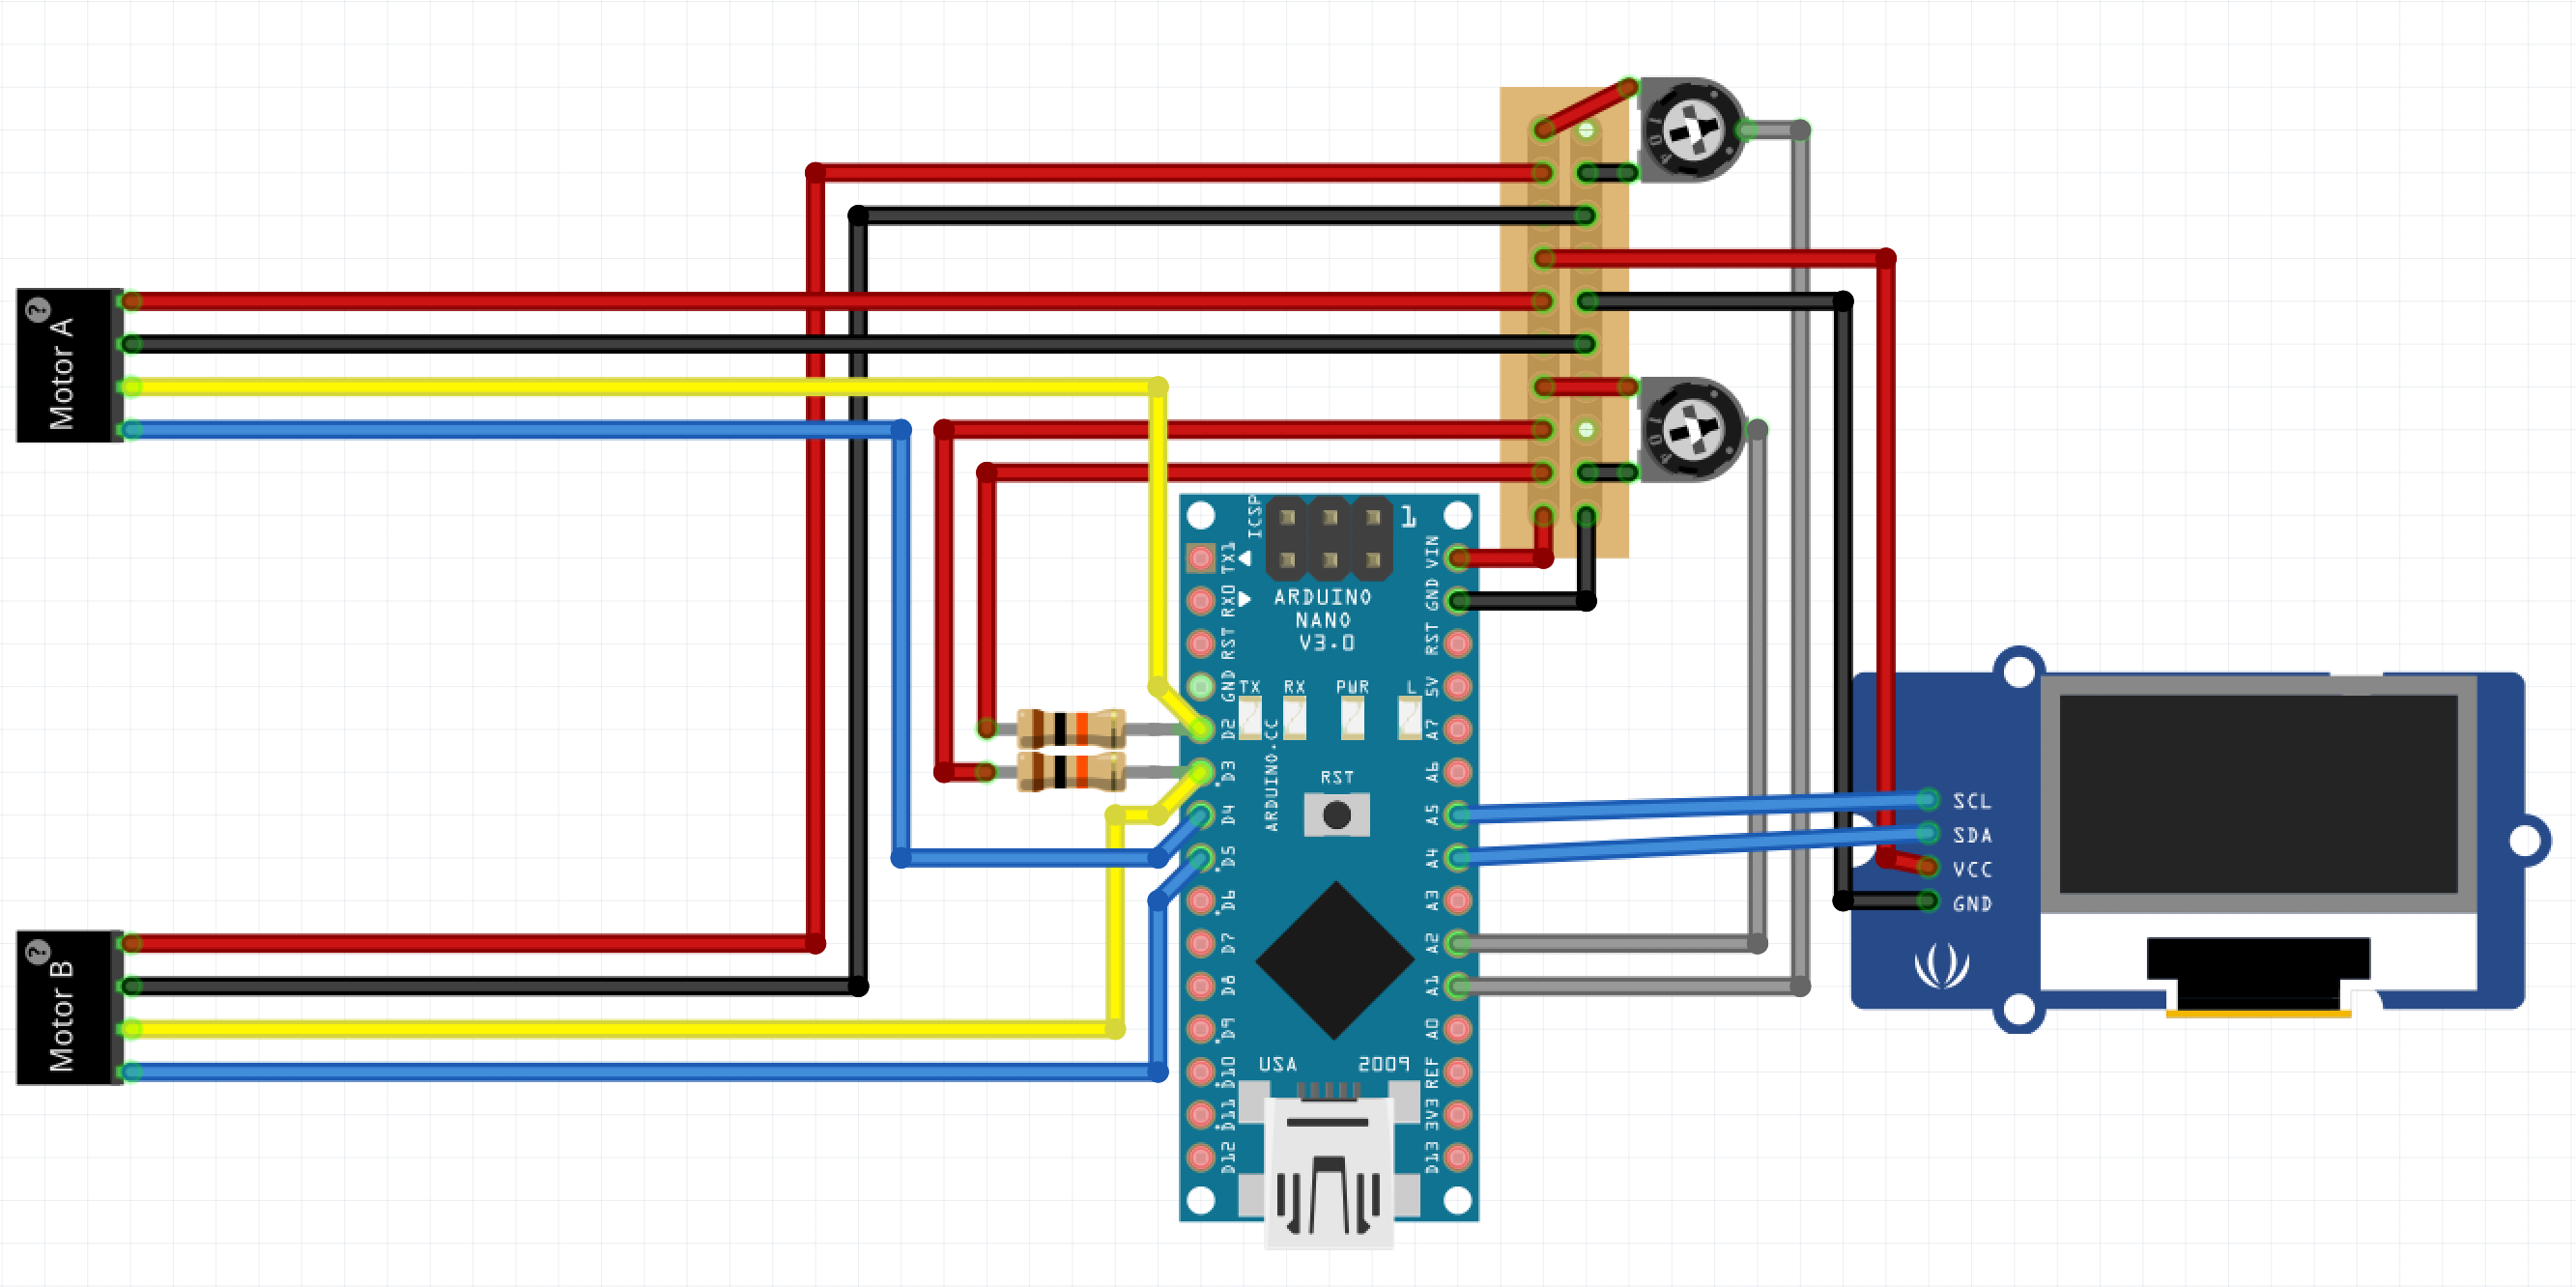 ?
Motor A
?
Motor B
104
104
ICSP
1
TX1
RX0
RST
GND
D2
D3
D4
D5
D6
D7
D8
D9
D10
D11
D12
ARDUINO
NANO
V3.0
TX
RX
PWR
L
ARDUINO.CC
RST
USA
2009
VIN
GND
RST
5V
A7
A6
A5
A4
A3
A2
A1
A0
REF
3V3
D13
SCL
SDA
VCC
GND